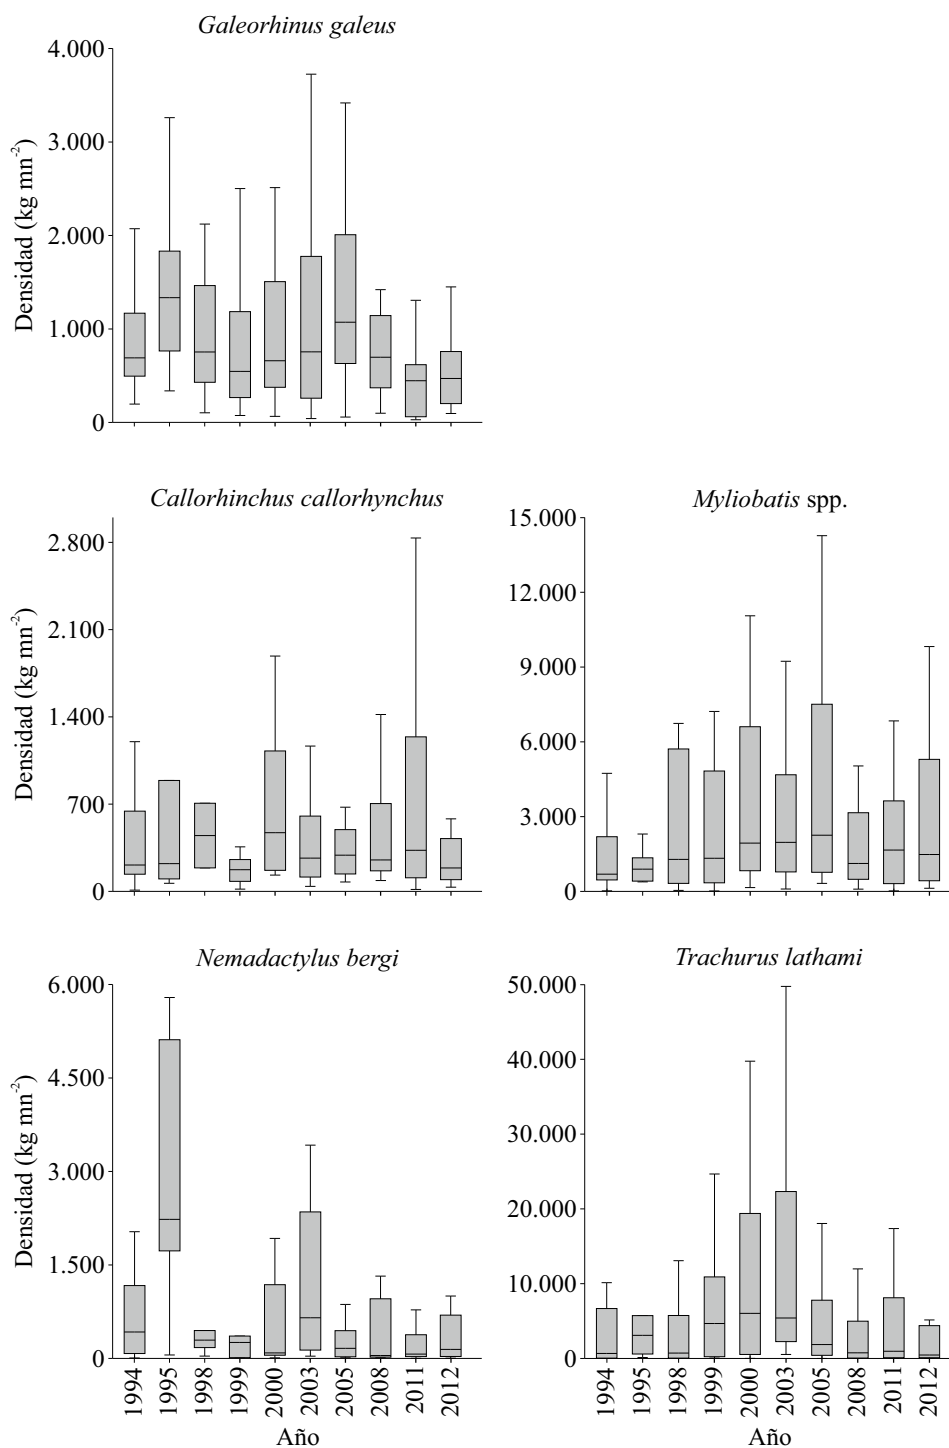 Galeorhinus galeus
4.000
3.000
2.000
1.000
0
Densidad (kg mn⁻²)
Callorhinchus callorhynchus
2.800
2.100
1.400
700
0
Densidad (kg mn⁻²)
Myliobatis spp.
15.000
12.000
9.000
6.000
3.000
0
Nemadactylus bergi
6.000
4.500
3.000
1.500
0
Densidad (kg mn⁻²)
1994 1995 1998 1999 2000 2003 2005 2008 2011 2012
Año
Trachurus lathami
50.000
40.000
30.000
20.000
10.000
0
1994 1995 1998 1999 2000 2003 2005 2008 2011 2012
Año